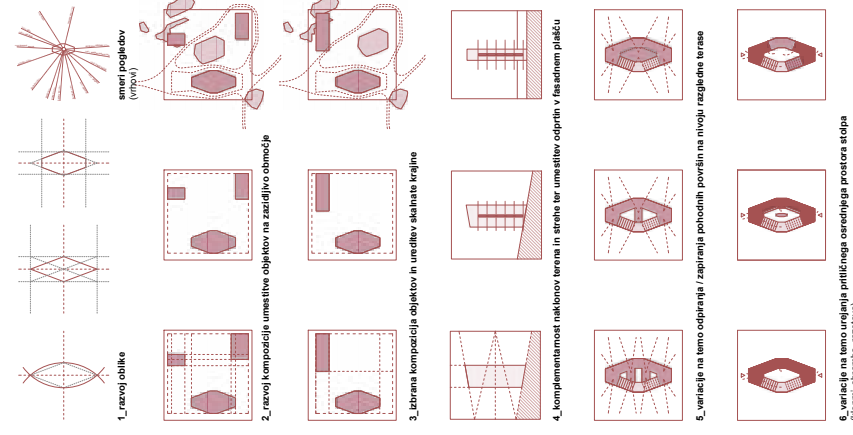 1_razvoj oblike
smeri pogledov
(vrhovi)
2_razvoj kompozicije umestitve objektov na zazidljivo območje
3_izbrana kompozicija objektov in ureditev skalnate krajine
4_komplementarnost naklonov terena in strehe ter umestitev odprtin v fasadnem plašču
5_variacije na temo odpiranja / zapiranja pohodnih površin na nivoju razgledne terase
6_variacije na temo urejanja pritličnega osrednjega prostora stolpa